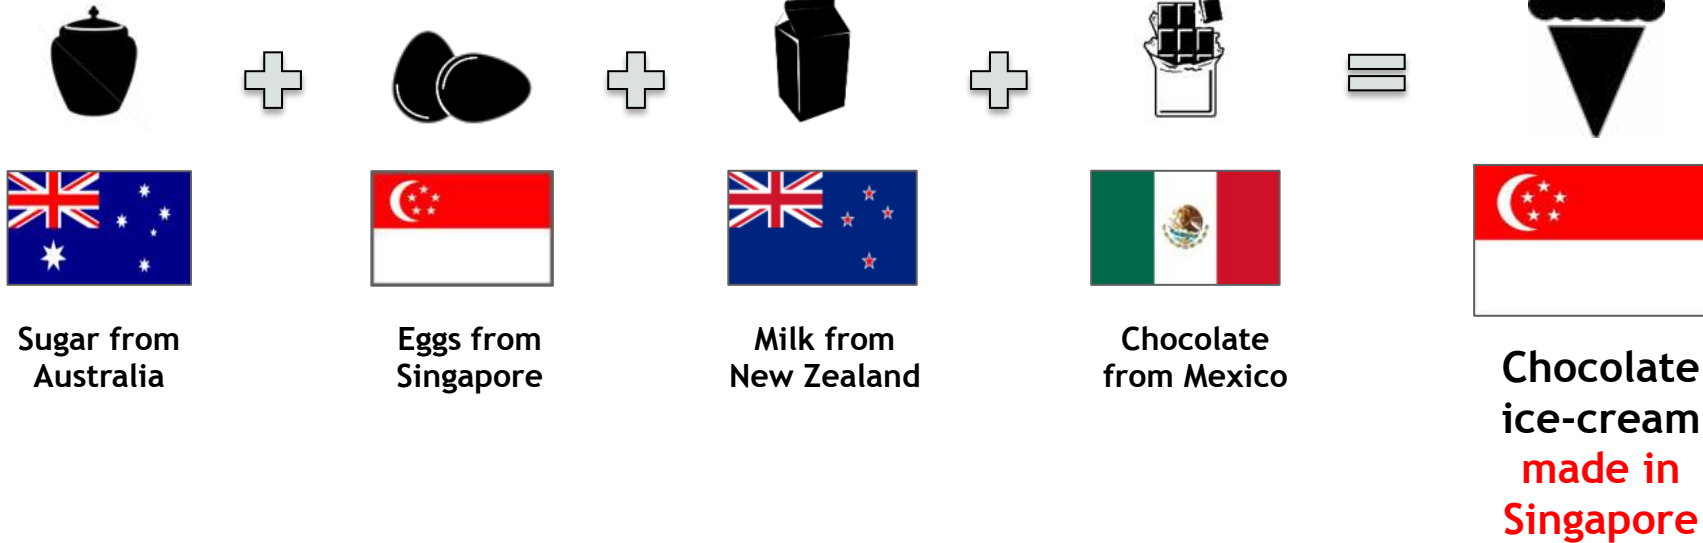 Sugar from
Australia
Eggs from
Singapore
Milk from
New Zealand
Chocolate
from Mexico
Chocolate
ice-cream
made in
Singapore